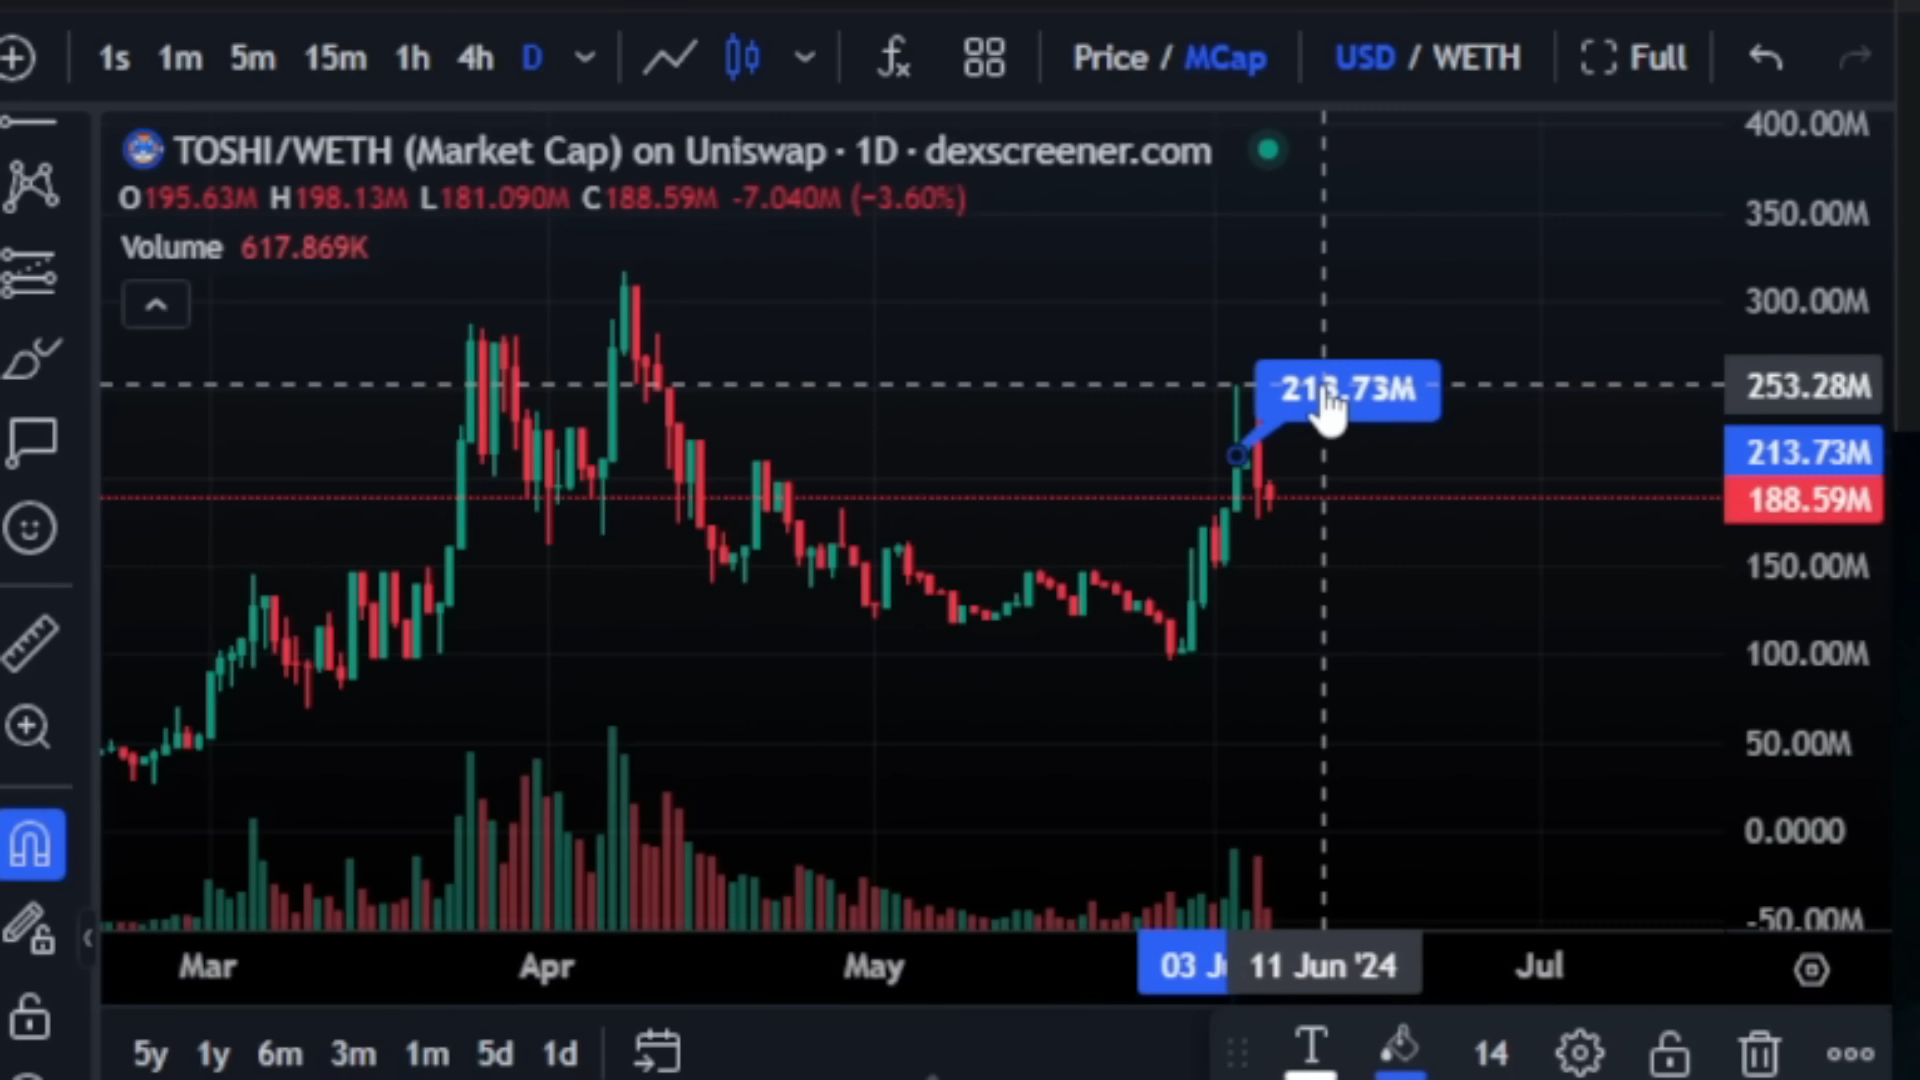 1s 1m 5m 15m 1h 4h D fx Price / MCap USD / WETH Full
TOSHI/WETH (Market Cap) on Uniswap · 1D · dexscreener.com
O195.63M H198.13M L181.090M C188.59M -7.040M (−3.60%)
Volume 617.869K
400.00M
350.00M
300.00M
253.28M
213.73M
213.73M
188.59M
150.00M
100.00M
50.00M
0.0000
-50.00M
Mar Apr May 03 11 Jun '24 Jul
5y 1y 6m 3m 1m 5d 1d T 14